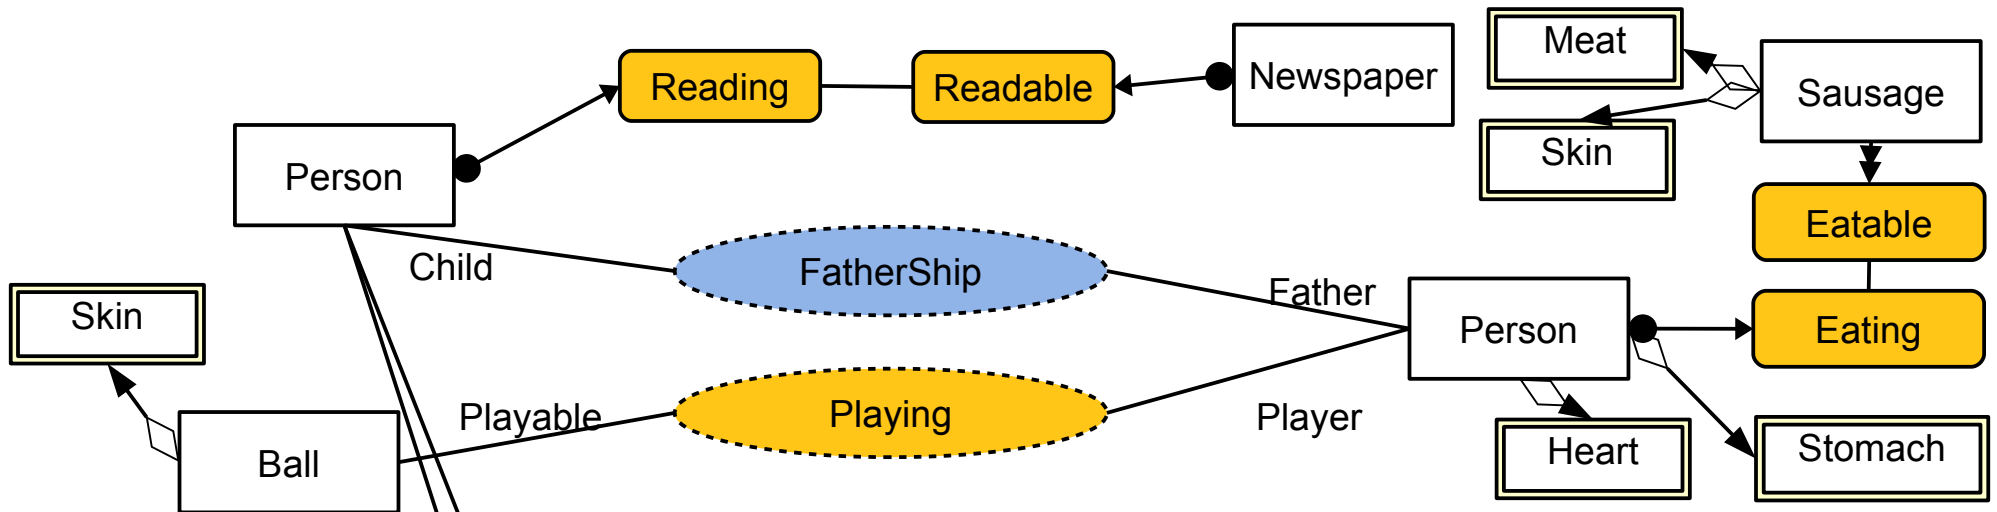 Meat
Reading
Readable
Newspaper
Sausage
Skin
Person
Eatable
Child
FatherShip
Father
Skin
Person
Eating
Playable
Playing
Player
Ball
Heart
Stomach